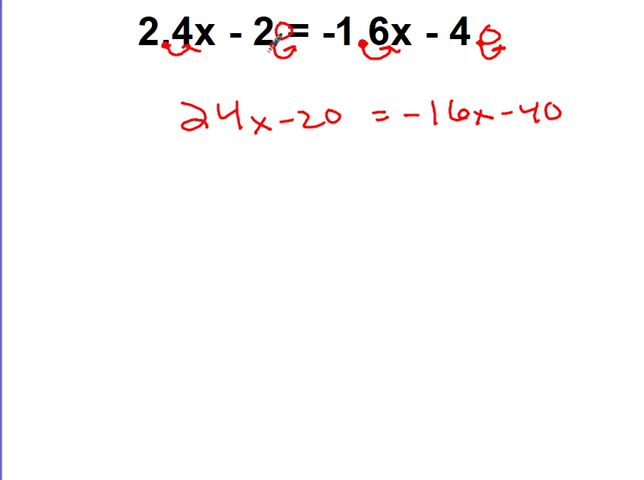 2.4x - 2 = -1.6x - 4
24x - 20 = -16x - 40